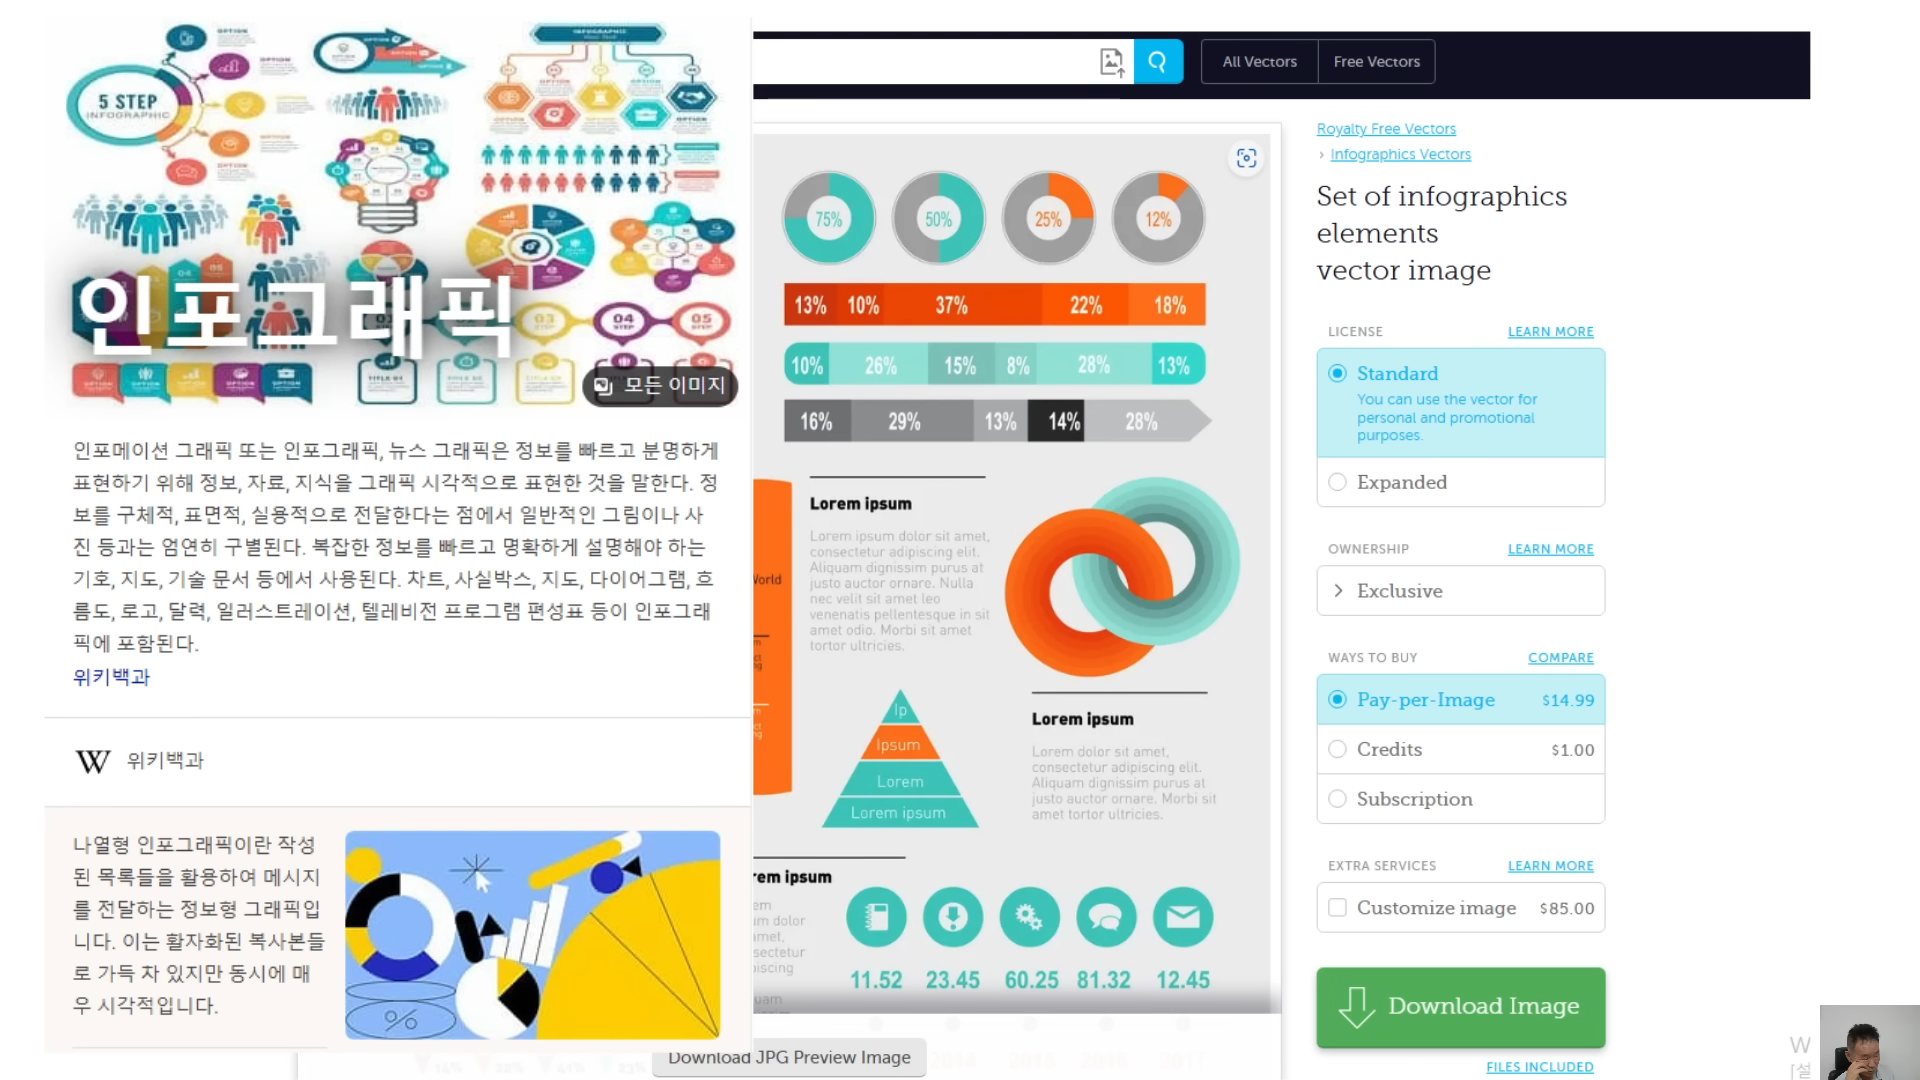 5 STEP
INFOGRAPHIC
OPTION
OPTION
OPTION
OPTION
OPTION
INFOGRAPHIC
03
04
STEP
05
STEP
인포그래픽
모든 이미지
인포메이션 그래픽 또는 인포그래픽, 뉴스 그래픽은 정보를 빠르고 분명하게
표현하기 위해 정보, 자료, 지식을 그래픽 시각적으로 표현한 것을 말한다. 정
보를 구체적, 표면적, 실용적으로 전달한다는 점에서 일반적인 그림이나 사
진 등과는 엄연히 구별된다. 복잡한 정보를 빠르고 명확하게 설명해야 하는
기호, 지도, 기술 문서 등에서 사용된다. 차트, 사실박스, 지도, 다이어그램, 흐
름도, 로고, 달력, 일러스트레이션, 텔레비전 프로그램 편성표 등이 인포그래
픽에 포함된다.
위키백과
W 위키백과
나열형 인포그래픽이란 작성
된 목록들을 활용하여 메시지
를 전달하는 정보형 그래픽입
니다. 이는 활자화된 복사본들
로 가득 차 있지만 동시에 매
우 시각적입니다.
%
All Vectors
Free Vectors
75%
50%
25%
12%
13% 10% 37% 22% 18%
10% 26% 15% 8% 28% 13%
16% 29% 13% 14% 28%
World
Lorem ipsum
Lorem ipsum dolor sit amet,
consectetur adipiscing elit.
Aliquam dignissim purus at
justo auctor ornare. Nulla
nec velit sit amet leo
venenatis pellentesque in sit
amet odio. Morbi sit amet
tortor ultricies.
Ip
Ipsum
Lorem
Lorem ipsum
Lorem ipsum
Lorem dolor sit amet,
consectetur adipiscing elit.
Aliquam dignissim purus at
justo auctor ornare. Morbi sit
amet tortor ultricies.
em ipsum
em
m dolor
met,
sectetur
piscing
uam
11.52 23.45 60.25 81.32 12.45
Download JPG Preview Image
Royalty Free Vectors
› Infographics Vectors
Set of infographics
elements
vector image
LICENSE LEARN MORE
Standard
You can use the vector for
personal and promotional
purposes.
Expanded
OWNERSHIP LEARN MORE
Exclusive
WAYS TO BUY COMPARE
Pay-per-Image $14.99
Credits $1.00
Subscription
EXTRA SERVICES LEARN MORE
Customize image $85.00
Download Image
FILES INCLUDED
W
[설